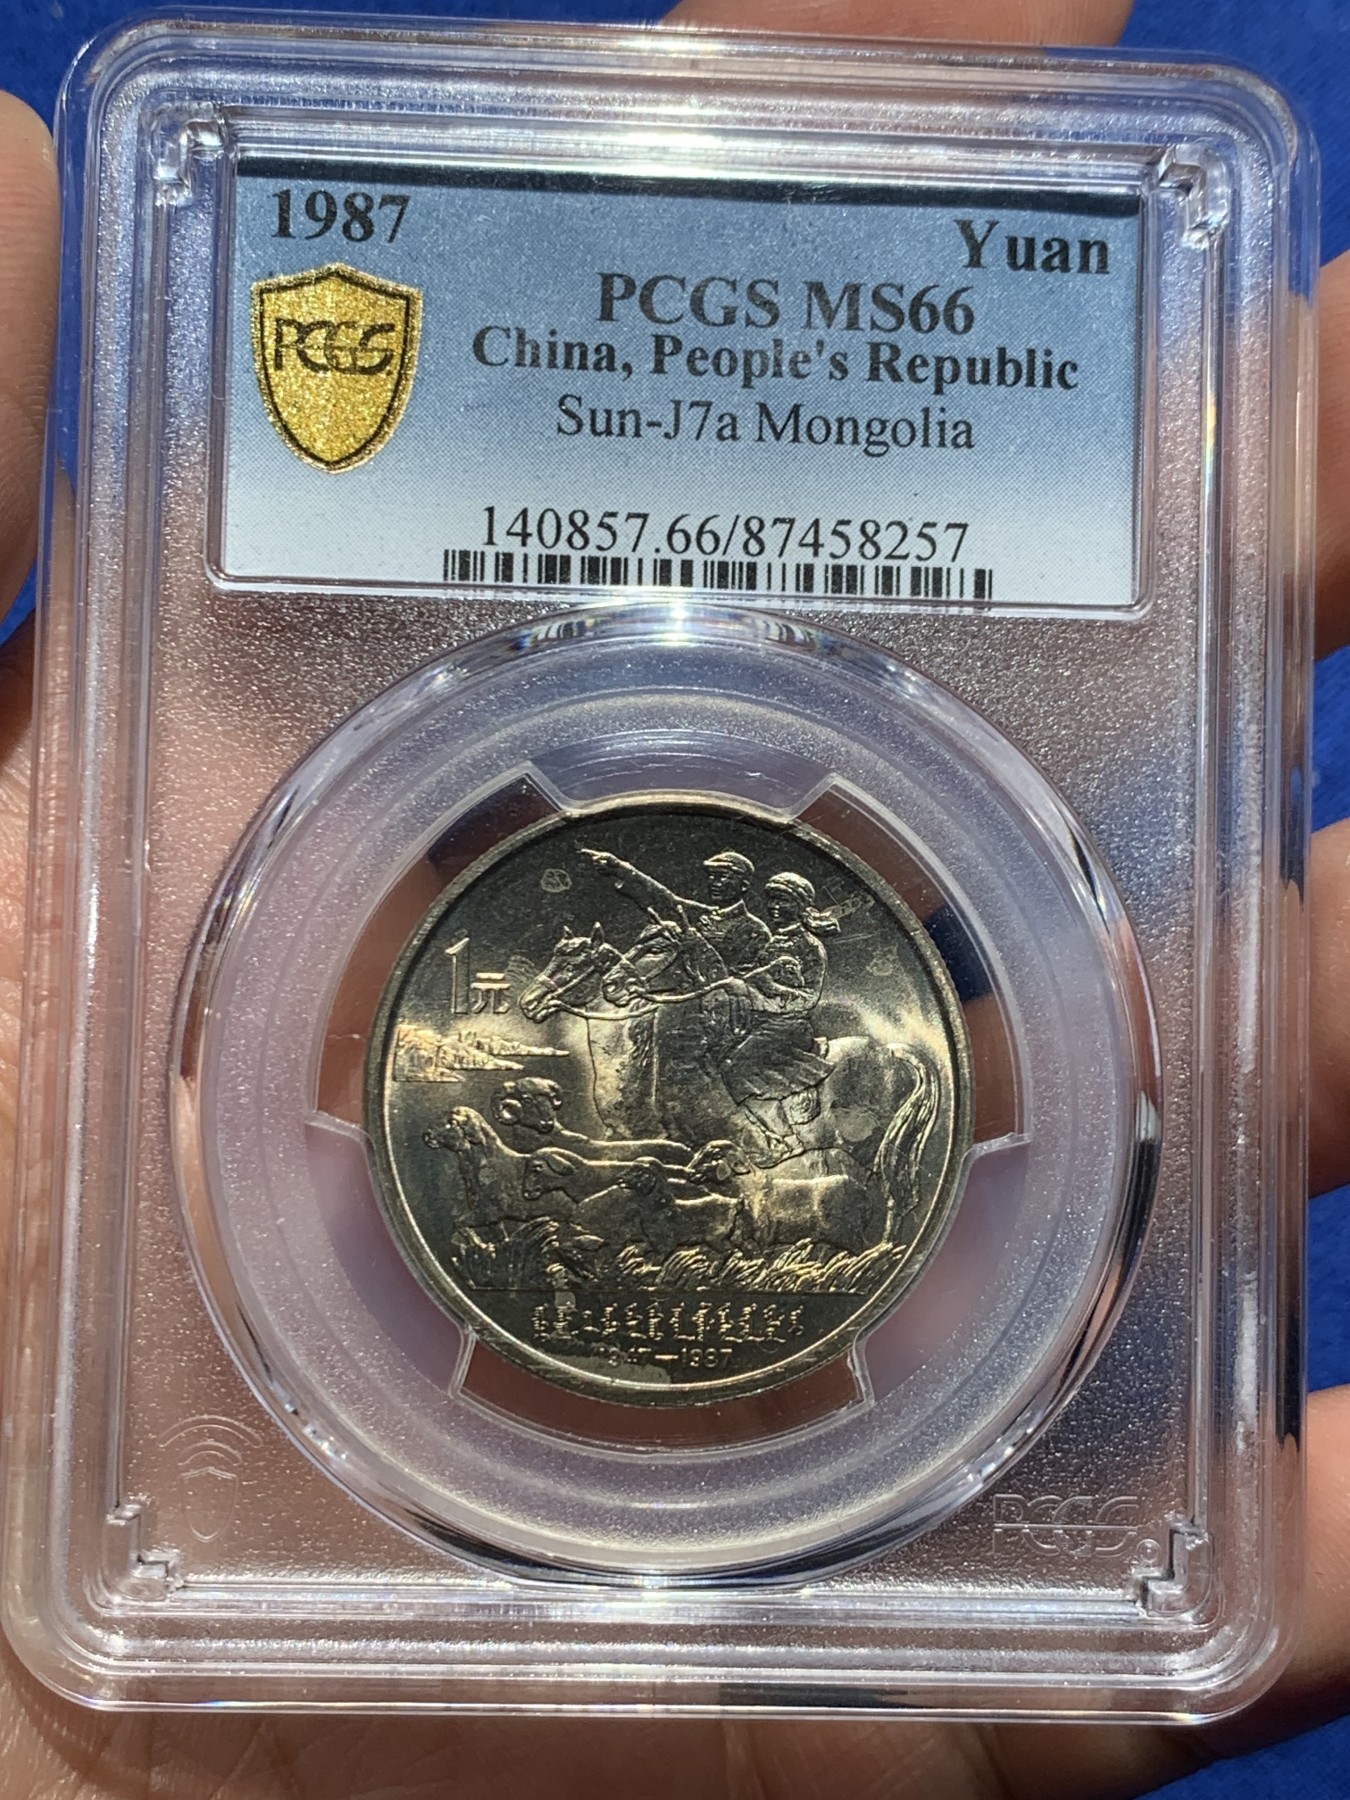 1987
Yuan
PCGS
PCGS MS66
China, People's Republic
Sun-J7a Mongolia
140857.66/87458257
1元
1947—1987
PCGS